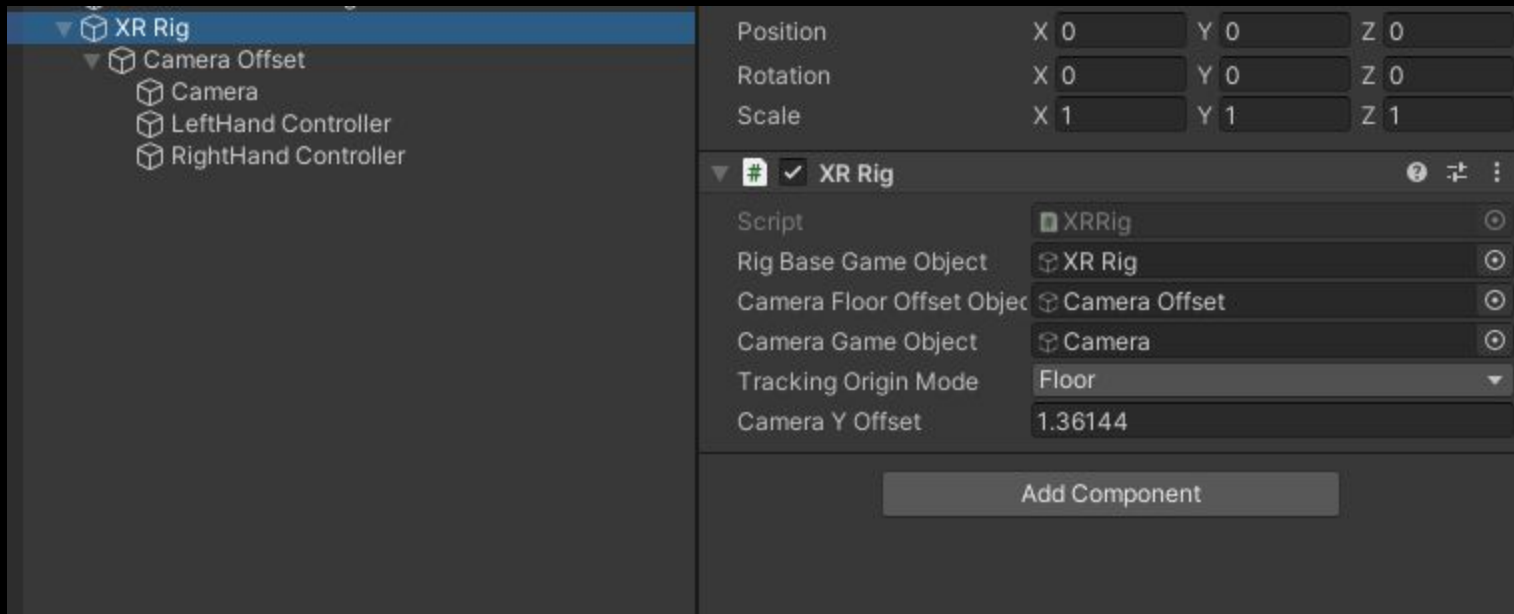 XR Rig
Camera Offset
Camera
LeftHand Controller
RightHand Controller
Position X 0 Y 0 Z 0
Rotation X 0 Y 0 Z 0
Scale X 1 Y 1 Z 1
# XR Rig
Script XRRig
Rig Base Game Object XR Rig
Camera Floor Offset Objec Camera Offset
Camera Game Object Camera
Tracking Origin Mode Floor
Camera Y Offset 1.36144
Add Component